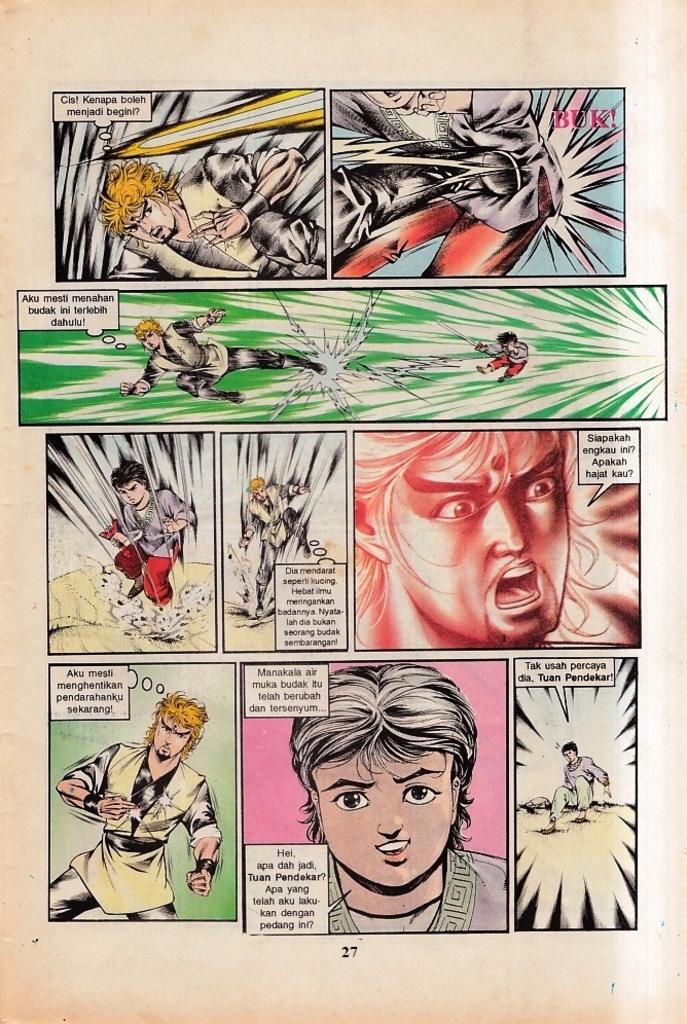 Cis! Kenapa boleh
menjadi begini?
BUK!
Aku mesti menahan
budak ini terlebih
dahulu!
Dia mendarat
seperti kucing.
Hebat ilmu
meringankan
badannya. Nyata-
lah dia bukan
seorang budak
sembarangan!
Siapakah
engkau ini?
Apakah
hajat kau?
Aku mesti
menghentikan
pendarahanku
sekarang!
Manakala air
muka budak itu
telah berubah
dan tersenyum...
Hei,
apa dah jadi,
Tuan Pendekar?
Apa yang
telah aku laku-
kan dengan
pedang ini?
Tak usah percaya
dia, Tuan Pendekar!
27